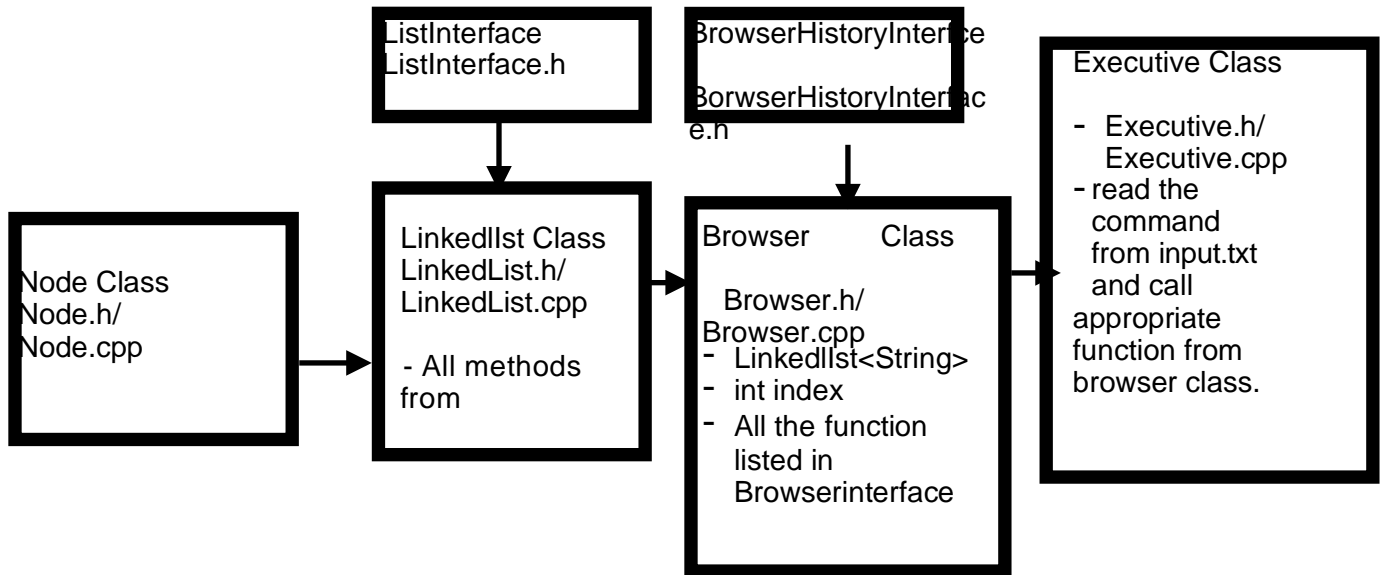 ListInterface
ListInterface.h
BrowserHistoryInterfce
BorwserHistoryInterfac
e.h
Executive Class
- Executive.h/
Executive.cpp
- read the
command
from input.txt
and call
appropriate
function from
browser class.
Node Class
Node.h/
Node.cpp
LinkedlIst Class
LinkedList.h/
LinkedList.cpp
- All methods
from
Browser Class
Browser.h/
Browser.cpp
- LinkedlIst<String>
- int index
- All the function
listed in
Browserinterface